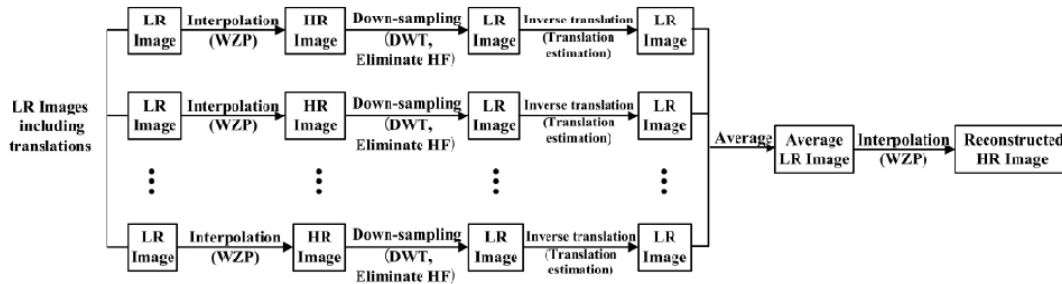 LR Images
including
translations
LR
Image
Interpolation
(WZP)
HR
Image
Down-sampling
(DWT,
Eliminate HF)
LR
Image
Inverse translation
(Translation
estimation)
LR
Image
LR
Image
Interpolation
(WZP)
HR
Image
Down-sampling
(DWT,
Eliminate HF)
LR
Image
Inverse translation
(Translation
estimation)
LR
Image
LR
Image
Interpolation
(WZP)
HR
Image
Down-sampling
(DWT,
Eliminate HF)
LR
Image
Inverse translation
(Translation
estimation)
LR
Image
Average
Average
LR Image
Interpolation
(WZP)
Reconstructed
HR Image